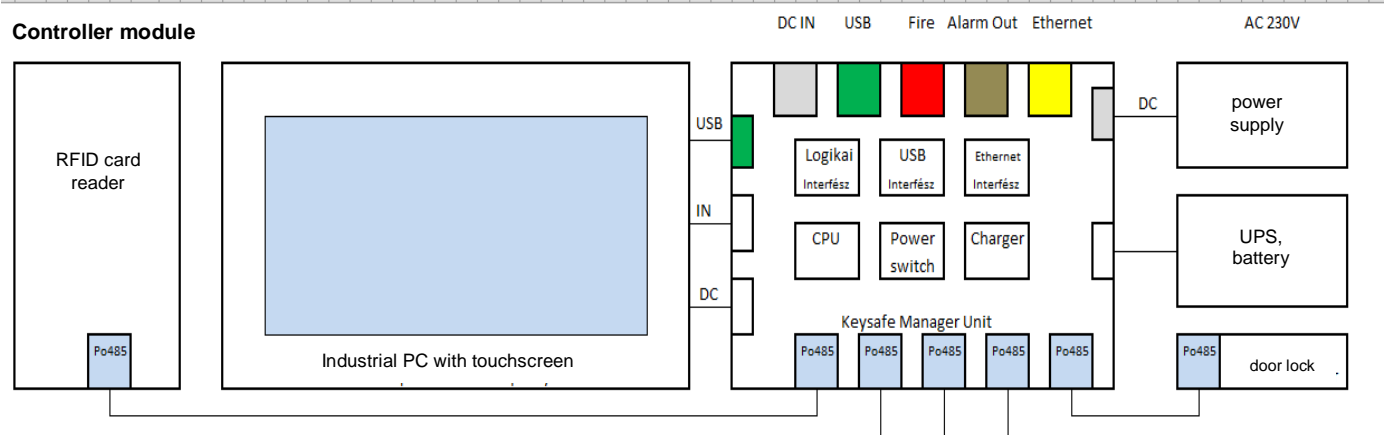 DC IN USB Fire Alarm Out Ethernet AC 230V
Controller module
RFID card
reader
Po485
USB
IN
DC
Industrial PC with touchscreen
Logikai
Interfész
USB
Interfész
Ethernet
Interfész
CPU
Power
switch
Charger
Keysafe Manager Unit
Po485 Po485 Po485 Po485 Po485
DC
power
supply
UPS,
battery
Po485
door lock